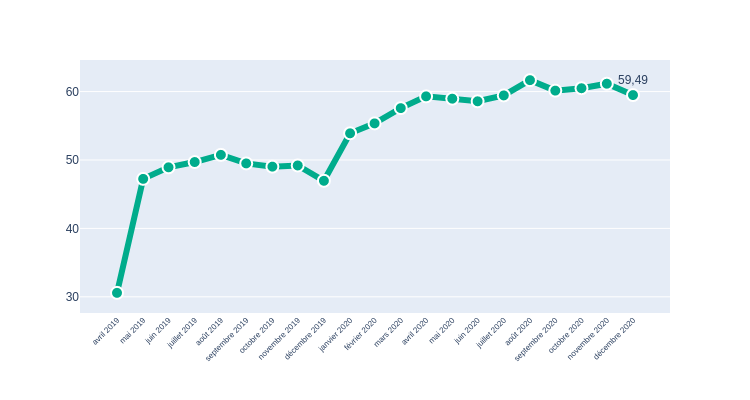 59,49
60
50
40
30
avril 2019
mai 2019
juin 2019
juillet 2019
août 2019
septembre 2019
octobre 2019
novembre 2019
décembre 2019
janvier 2020
février 2020
mars 2020
avril 2020
mai 2020
juin 2020
juillet 2020
août 2020
septembre 2020
octobre 2020
novembre 2020
décembre 2020